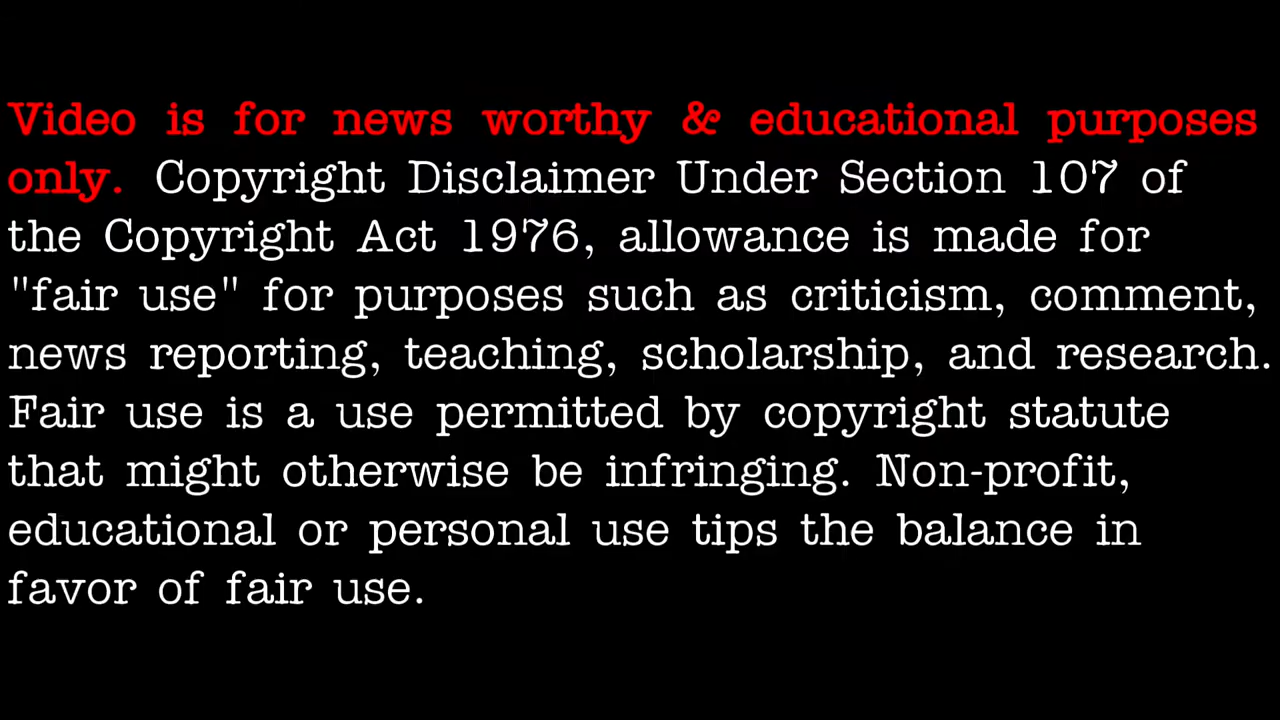 Video is for news worthy & educational purposes
only. Copyright Disclaimer Under Section 107 of
the Copyright Act 1976, allowance is made for
"fair use" for purposes such as criticism, comment,
news reporting, teaching, scholarship, and research.
Fair use is a use permitted by copyright statute
that might otherwise be infringing. Non-profit,
educational or personal use tips the balance in
favor of fair use.